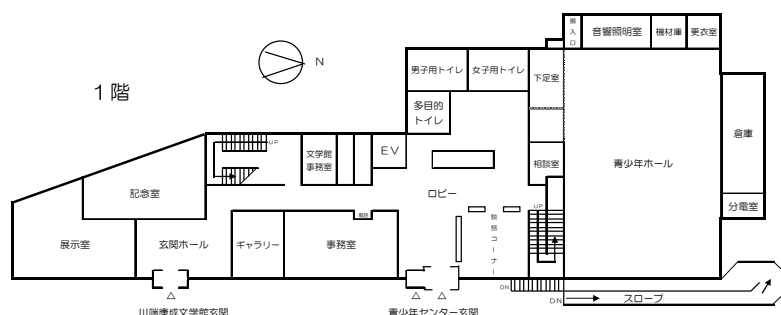 1階
N
搬入口
音響照明室
機材庫
更衣室
男子用トイレ
女子用トイレ
下足室
多目的
トイレ
倉庫
UP
文学館
事務室
EV
相談室
青少年ホール
記念室
ロビー
分電室
UP
電話
談話コーナー
展示室
玄関ホール
ギャラリー
事務室
DN
DN
スロープ
川端康成文学館玄関
青少年センター玄関